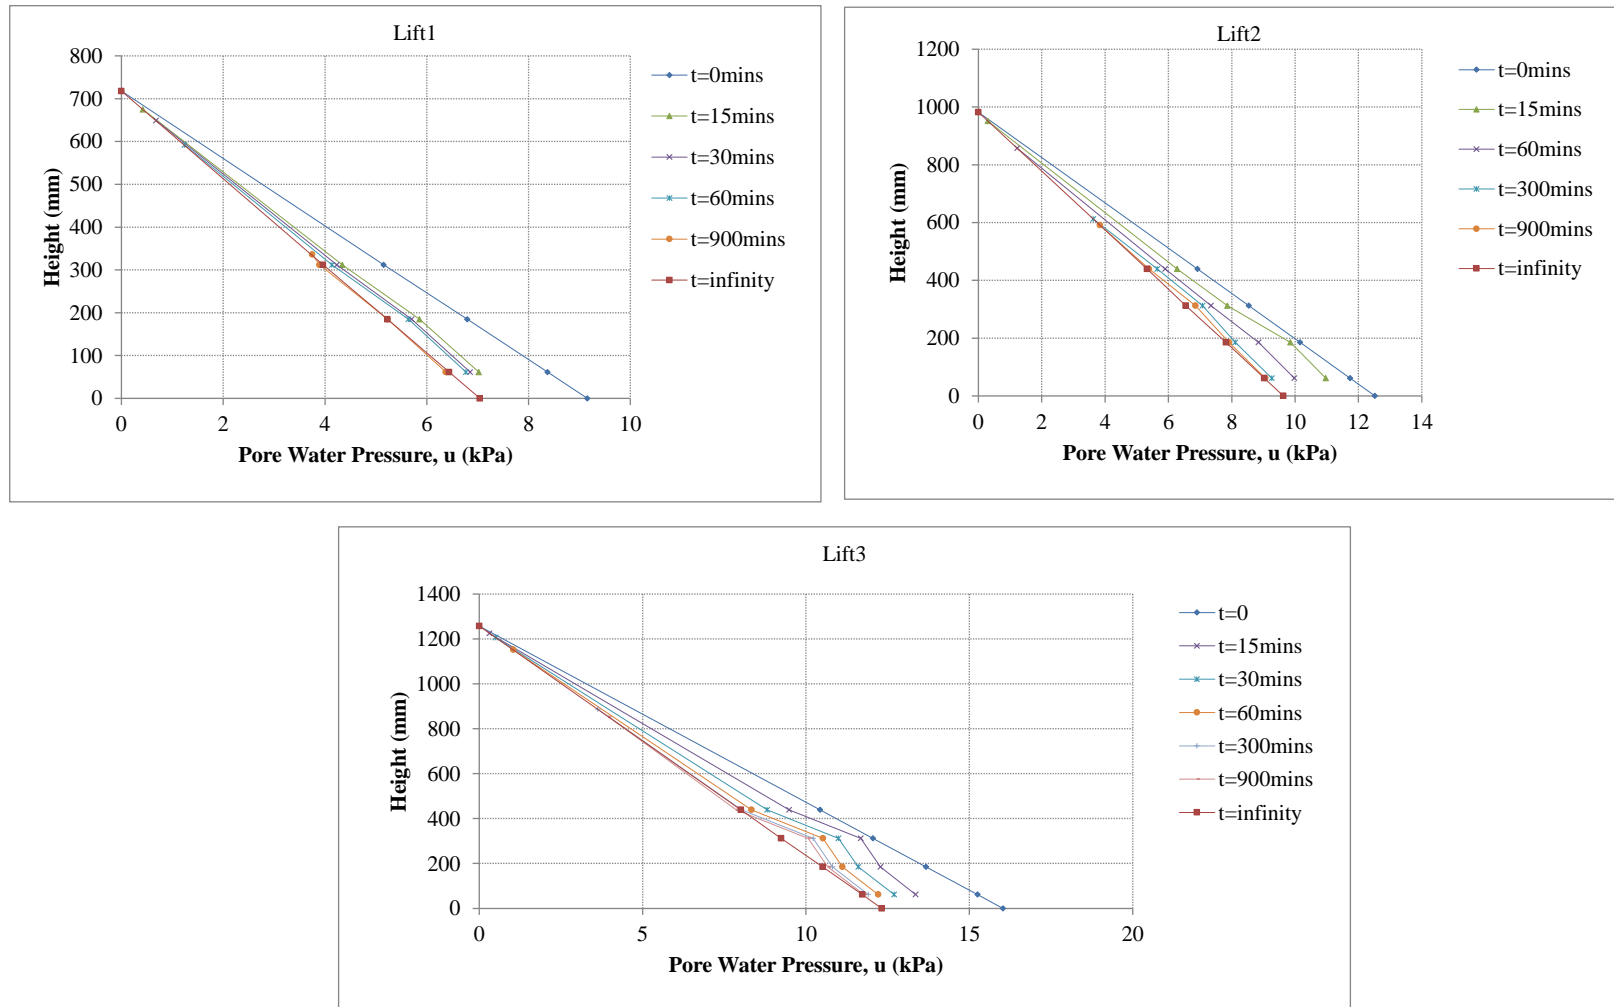 Lift1
800
700
600
500
400
300
200
100
0
Height (mm)
0 2 4 6 8 10
Pore Water Pressure, u (kPa)
t=0mins
t=15mins
t=30mins
t=60mins
t=900mins
t=infinity
Lift2
1200
1000
800
600
400
200
0
Height (mm)
0 2 4 6 8 10 12 14
Pore Water Pressure, u (kPa)
t=0mins
t=15mins
t=60mins
t=300mins
t=900mins
t=infinity
Lift3
1400
1200
1000
800
600
400
200
0
Height (mm)
0 5 10 15 20
Pore Water Pressure, u (kPa)
t=0
t=15mins
t=30mins
t=60mins
t=300mins
t=900mins
t=infinity